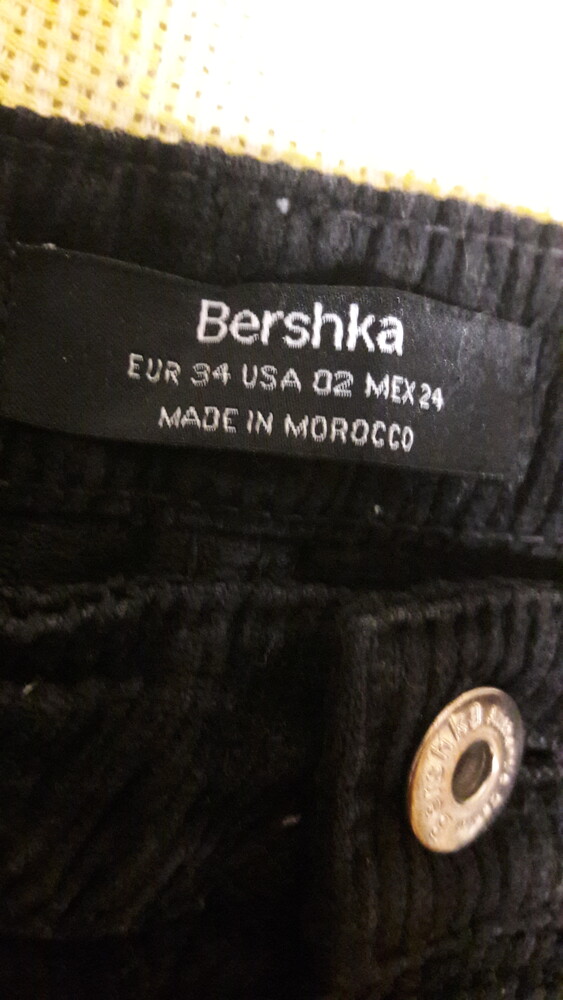 Bershka
EUR 34 USA 02 MEX 24
MADE IN MOROCCO